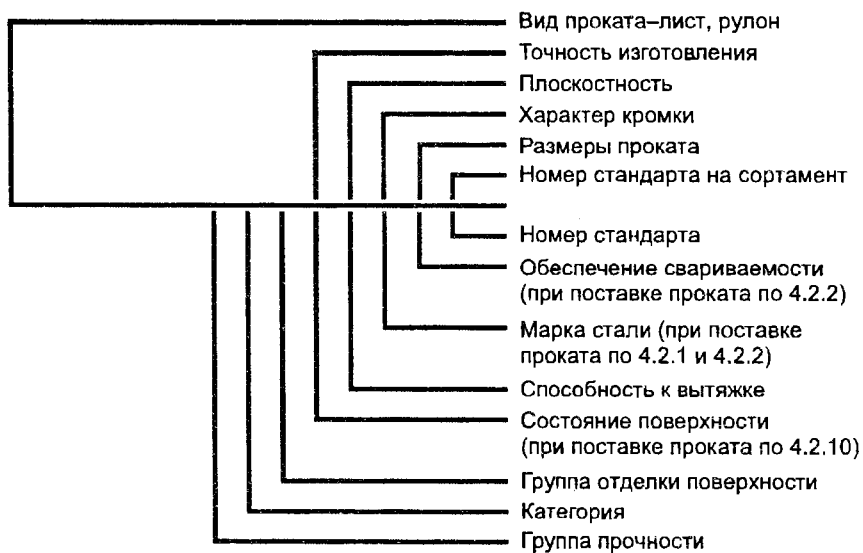 Вид проката–лист, рулон
Точность изготовления
Плоскостность
Характер кромки
Размеры проката
Номер стандарта на сортамент
Номер стандарта
Обеспечение свариваемости
(при поставке проката по 4.2.2)
Марка стали (при поставке
проката по 4.2.1 и 4.2.2)
Способность к вытяжке
Состояние поверхности
(при поставке проката по 4.2.10)
Группа отделки поверхности
Категория
Группа прочности